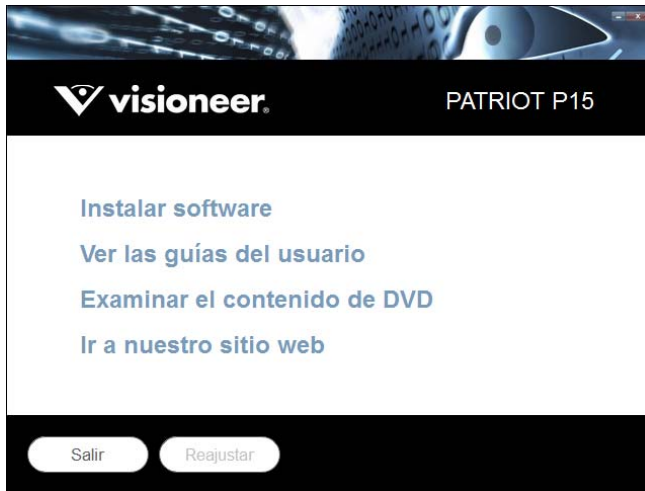 visioneer®
PATRIOT P15
Instalar software
Ver las guías del usuario
Examinar el contenido de DVD
Ir a nuestro sitio web
Salir
Reajustar